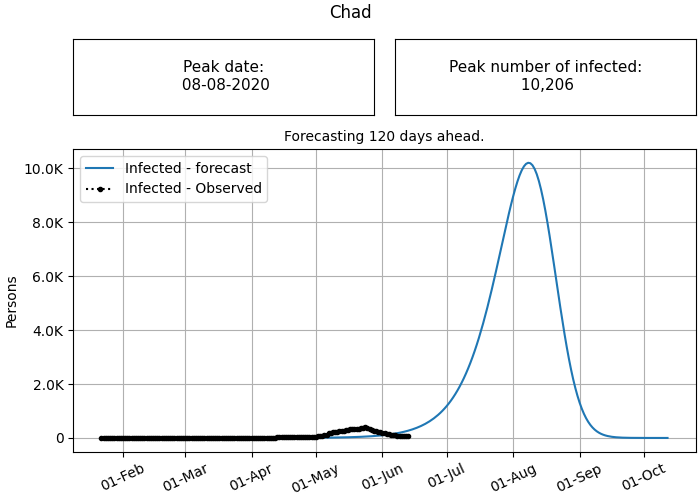 Chad
Peak date:
08-08-2020
Peak number of infected:
10,206
Forecasting 120 days ahead.
Infected - forecast
Infected - Observed
Persons
10.0K
8.0K
6.0K
4.0K
2.0K
0
01-Feb
01-Mar
01-Apr
01-May
01-Jun
01-Jul
01-Aug
01-Sep
01-Oct